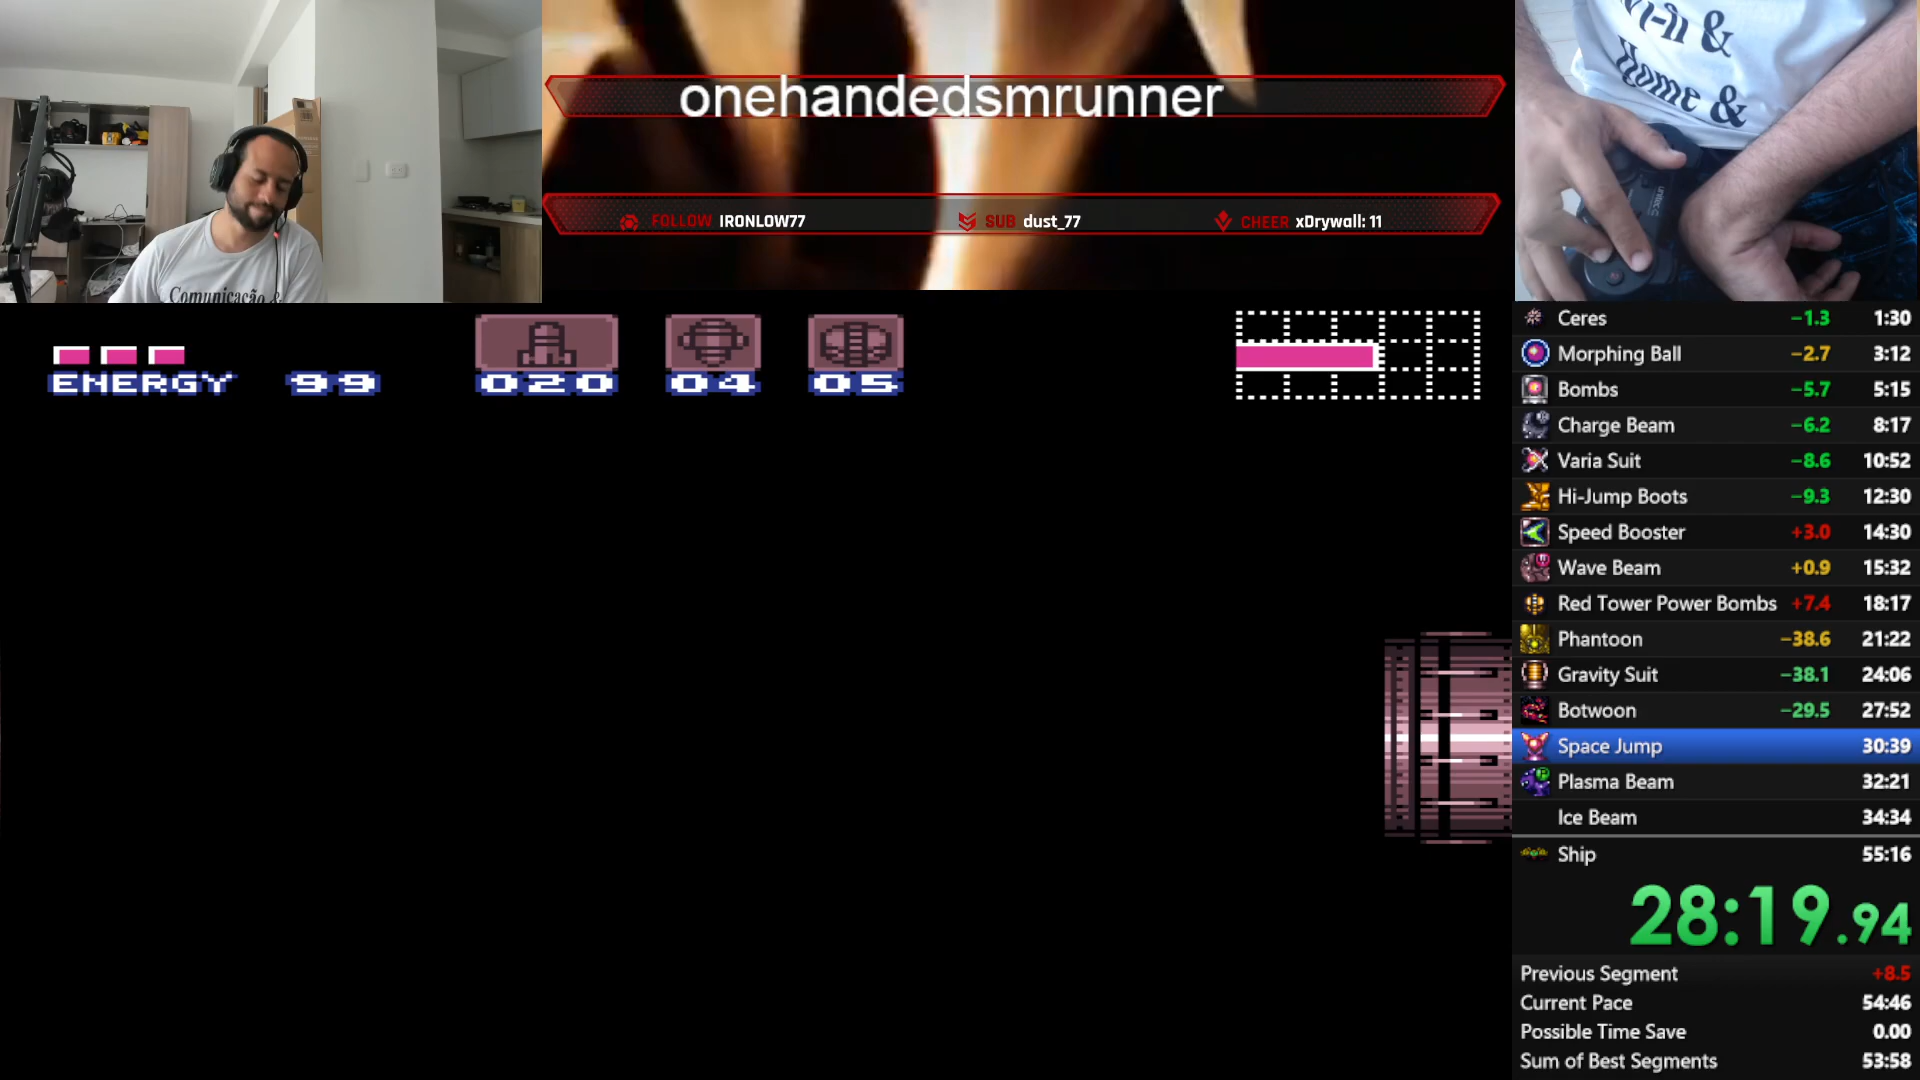 onehandedsmrunner
FOLLOW IRONLOW77
SUB dust_77
CHEER xDrywall: 11
Comunicação &
Wi-fi &
Home &
ENERGY 99
020
04
05
Ceres −1.3 1:30
Morphing Ball −2.7 3:12
Bombs −5.7 5:15
Charge Beam −6.2 8:17
Varia Suit −8.6 10:52
Hi-Jump Boots −9.3 12:30
Speed Booster +3.0 14:30
Wave Beam +0.9 15:32
Red Tower Power Bombs +7.4 18:17
Phantoon −38.6 21:22
Gravity Suit −38.1 24:06
Botwoon −29.5 27:52
Space Jump 30:39
Plasma Beam 32:21
Ice Beam 34:34
Ship 55:16
28:19.94
Previous Segment +8.5
Current Pace 54:46
Possible Time Save 0.00
Sum of Best Segments 53:58